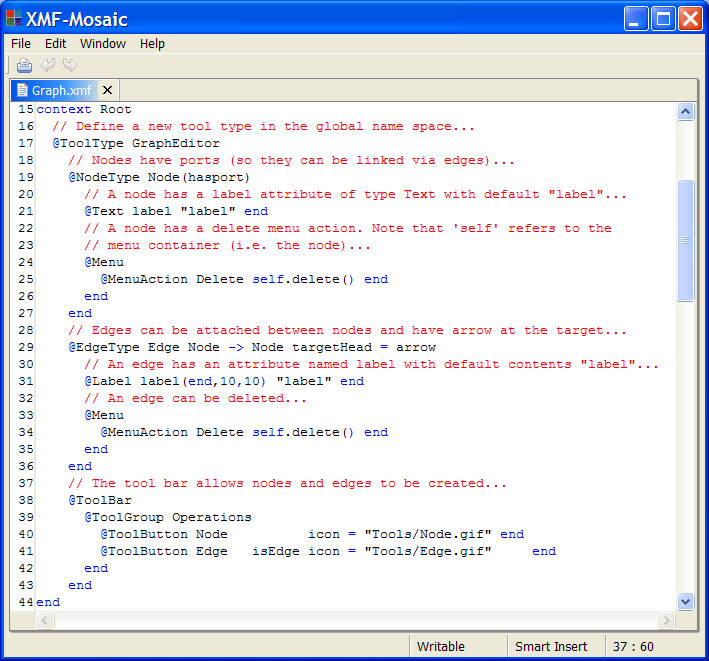 XMF-Mosaic
File Edit Window Help
Graph.xmf
15 context Root
16 // Define a new tool type in the global name space...
17 @ToolType GraphEditor
18 // Nodes have ports (so they can be linked via edges)...
19 @NodeType Node(hasport)
20 // A node has a label attribute of type Text with default "label"...
21 @Text label "label" end
22 // A node has a delete menu action. Note that 'self' refers to the
23 // menu container (i.e. the node)...
24 @Menu
25 @MenuAction Delete self.delete() end
26 end
27 end
28 // Edges can be attached between nodes and have arrow at the target...
29 @EdgeType Edge Node -> Node targetHead = arrow
30 // An edge has an attribute named label with default contents "label"...
31 @Label label(end,10,10) "label" end
32 // An edge can be deleted...
33 @Menu
34 @MenuAction Delete self.delete() end
35 end
36 end
37 // The tool bar allows nodes and edges to be created...
38 @ToolBar
39 @ToolGroup Operations
40 @ToolButton Node icon = "Tools/Node.gif" end
41 @ToolButton Edge isEdge icon = "Tools/Edge.gif" end
42 end
43 end
44 end
Writable Smart Insert 37 : 60